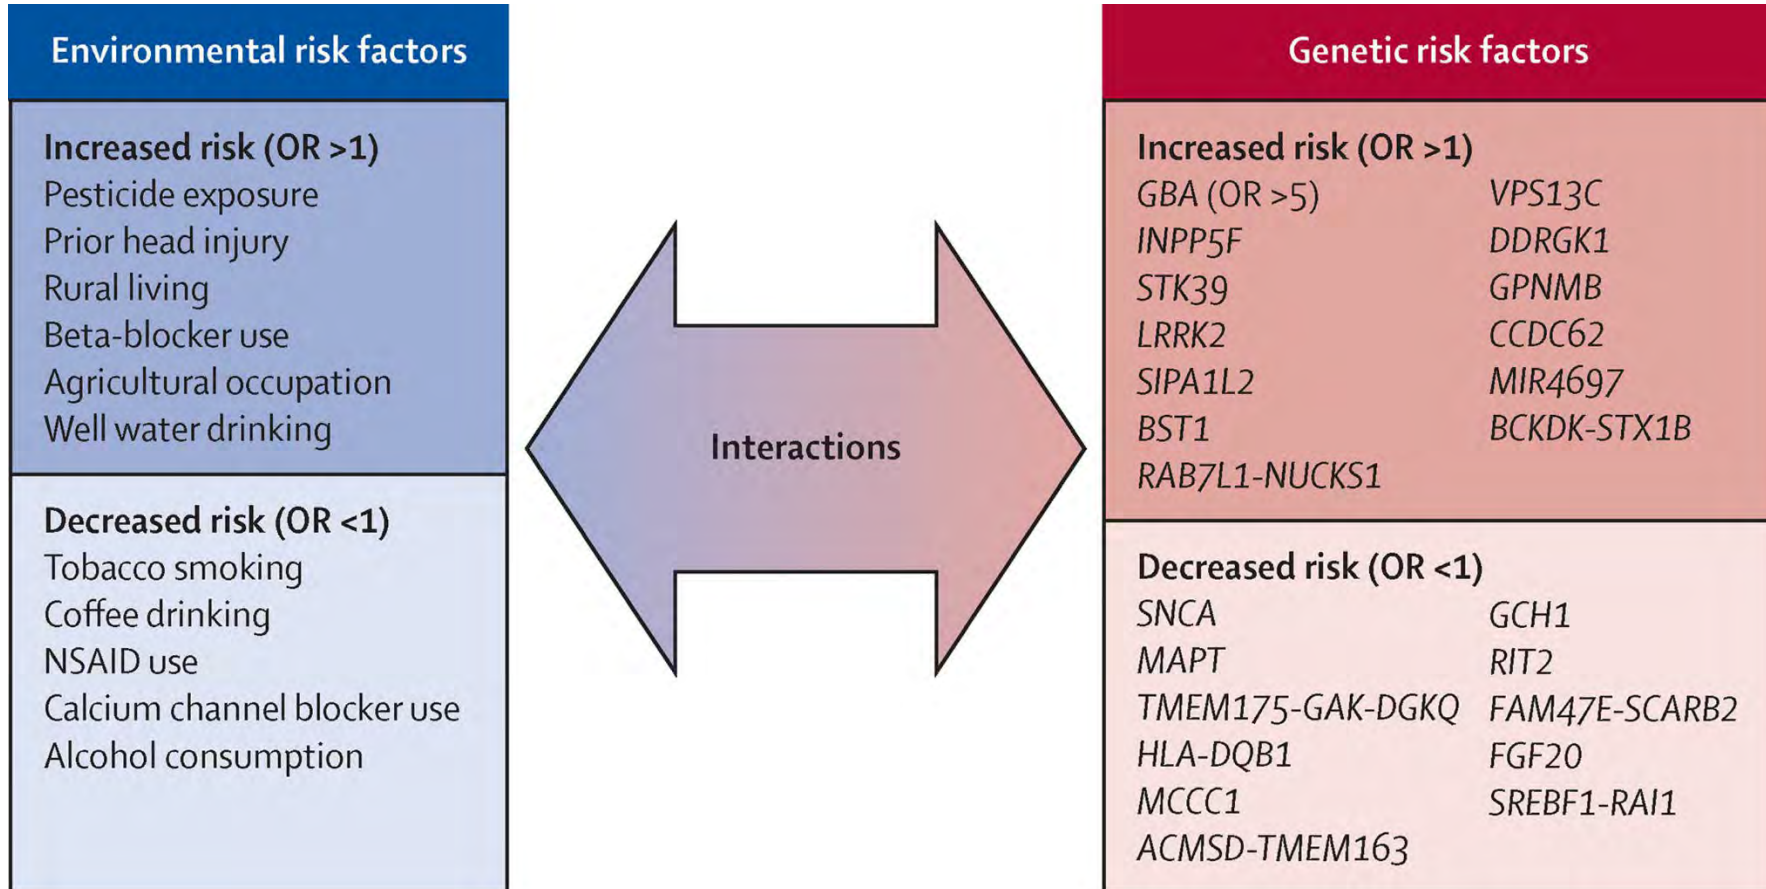 Environmental risk factors
Increased risk (OR >1)
Pesticide exposure
Prior head injury
Rural living
Beta-blocker use
Agricultural occupation
Well water drinking
Decreased risk (OR <1)
Tobacco smoking
Coffee drinking
NSAID use
Calcium channel blocker use
Alcohol consumption
Interactions
Genetic risk factors
Increased risk (OR >1)
GBA (OR >5)
INPP5F
STK39
LRRK2
SIPA1L2
BST1
RAB7L1-NUCKS1
VPS13C
DDRGK1
GPNMB
CCDC62
MIR4697
BCKDK-STX1B
Decreased risk (OR <1)
SNCA
MAPT
TMEM175-GAK-DGKQ
HLA-DQB1
MCCC1
ACMSD-TMEM163
GCH1
RIT2
FAM47E-SCARB2
FGF20
SREBF1-RAI1